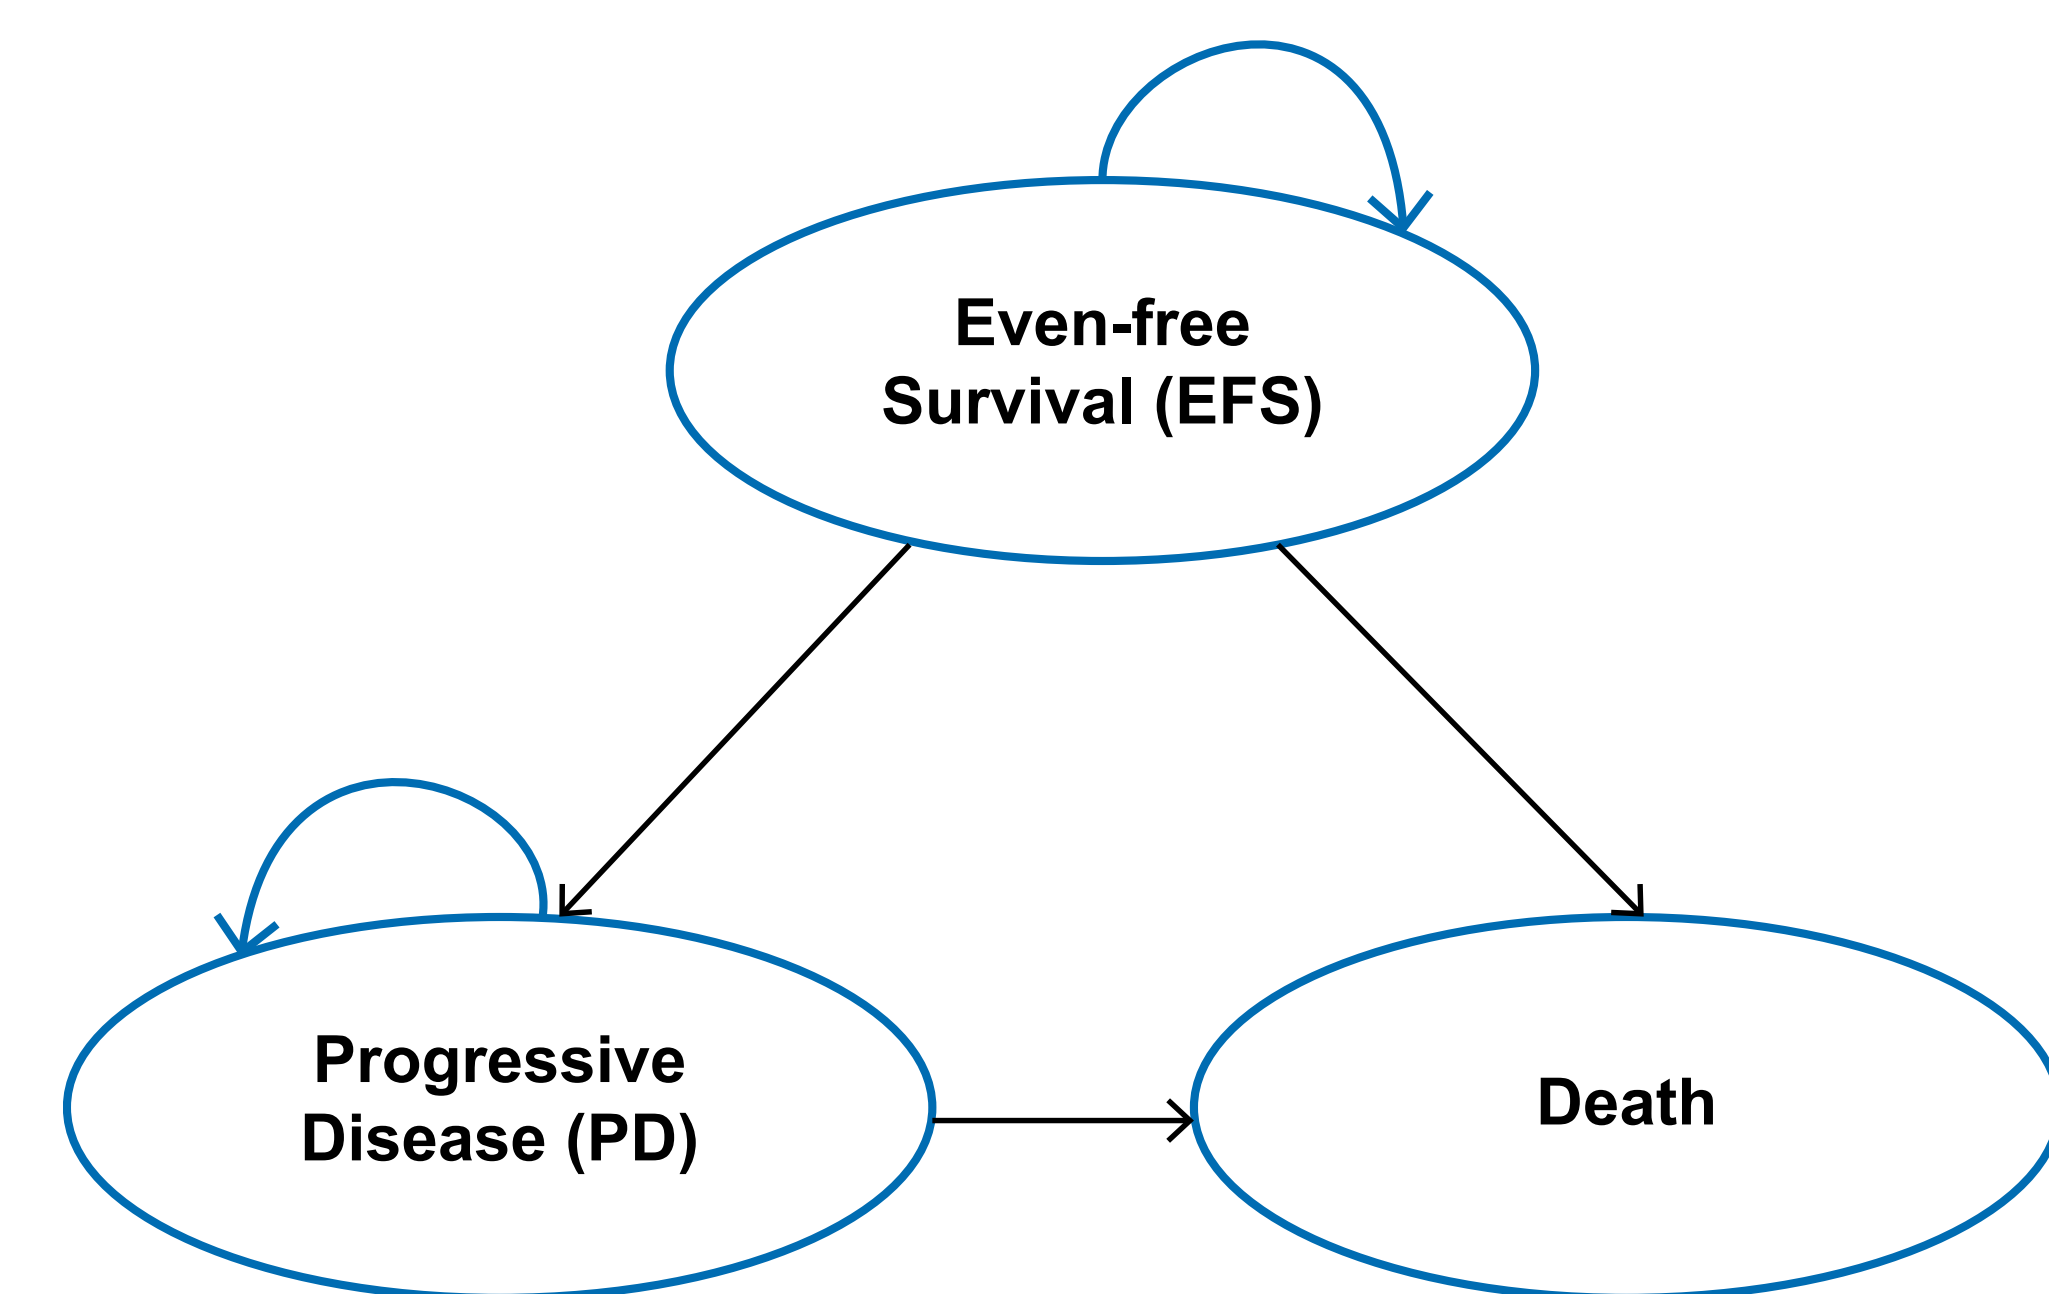 Even-free
Survival (EFS)
Progressive
Disease (PD)
Death